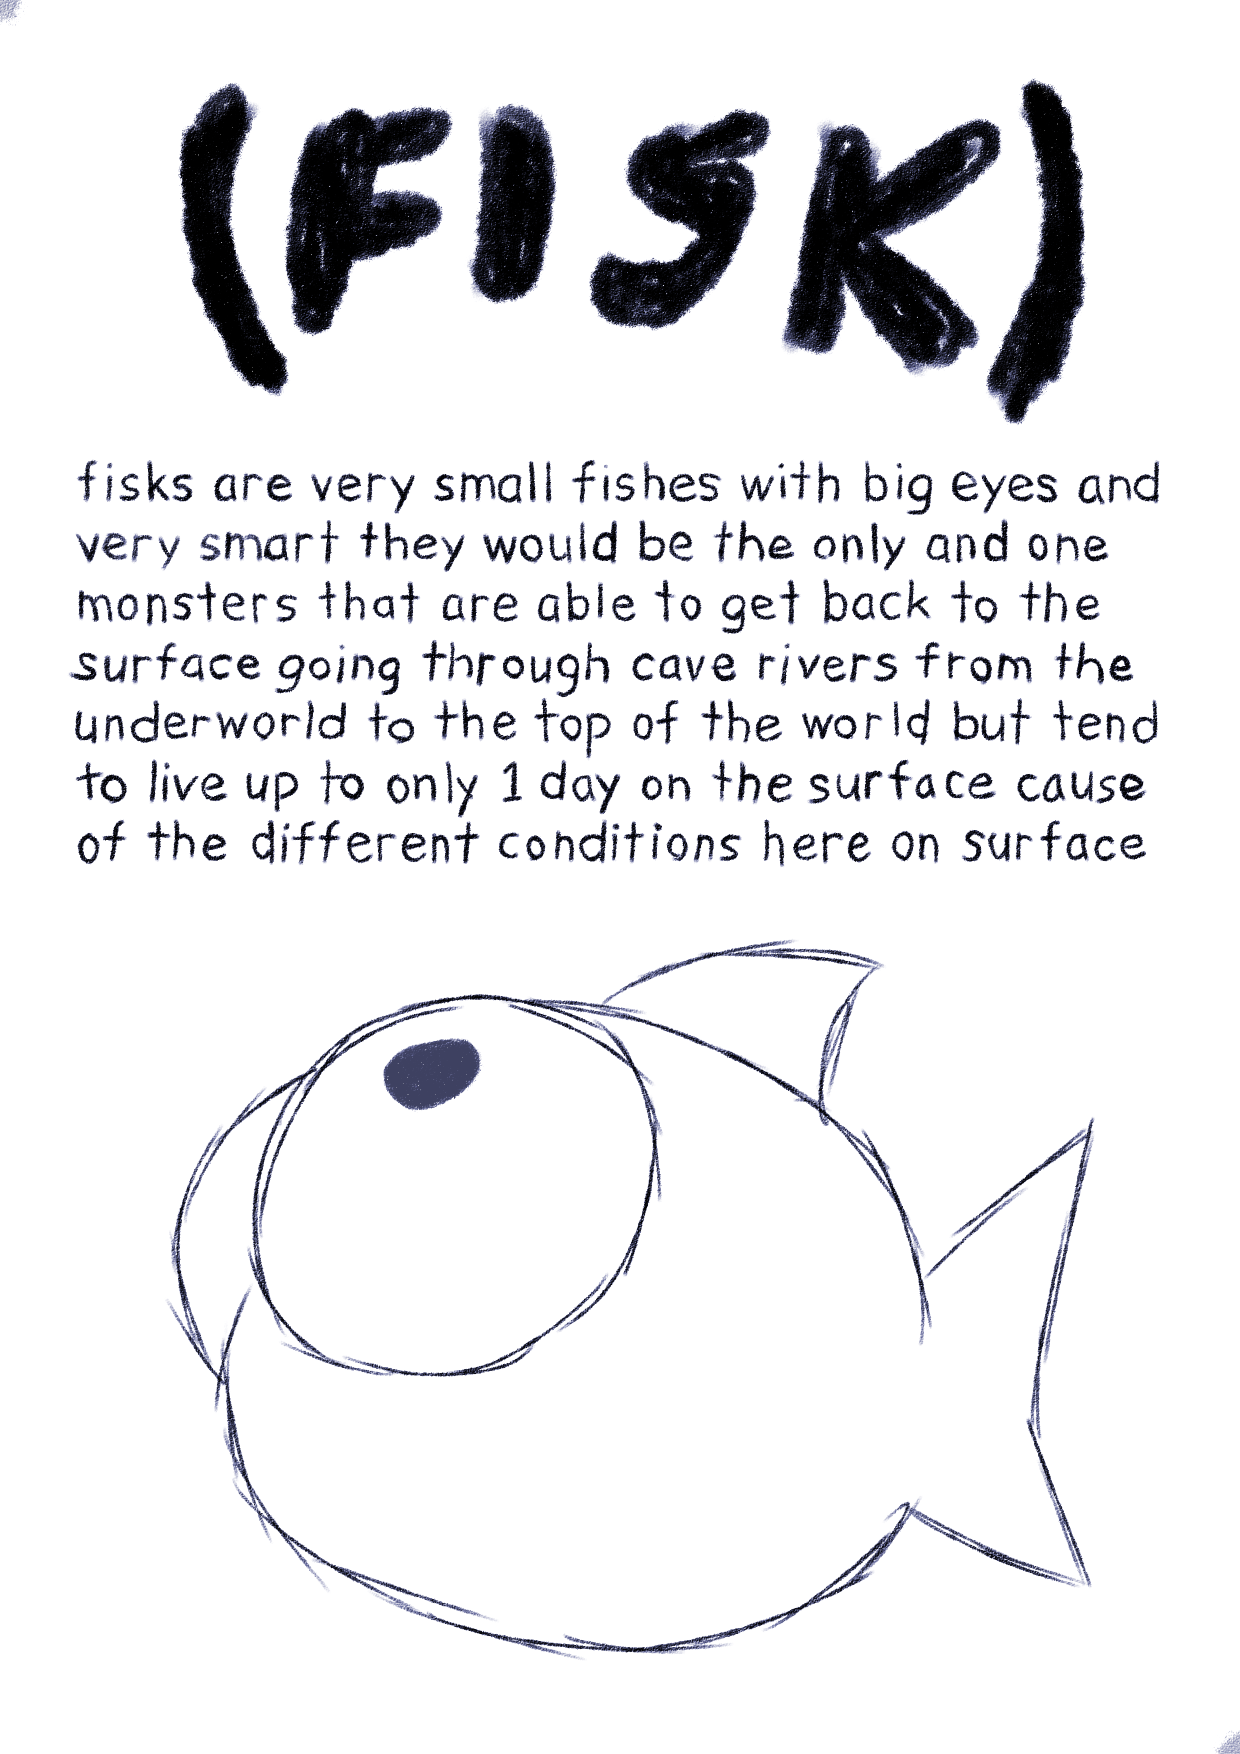 (FISK)
fisks are very small fishes with big eyes and
very smart they would be the only and one
monsters that are able to get back to the
surface going through cave rivers from the
underworld to the top of the world but tend
to live up to only 1 day on the surface cause
of the different conditions here on surface